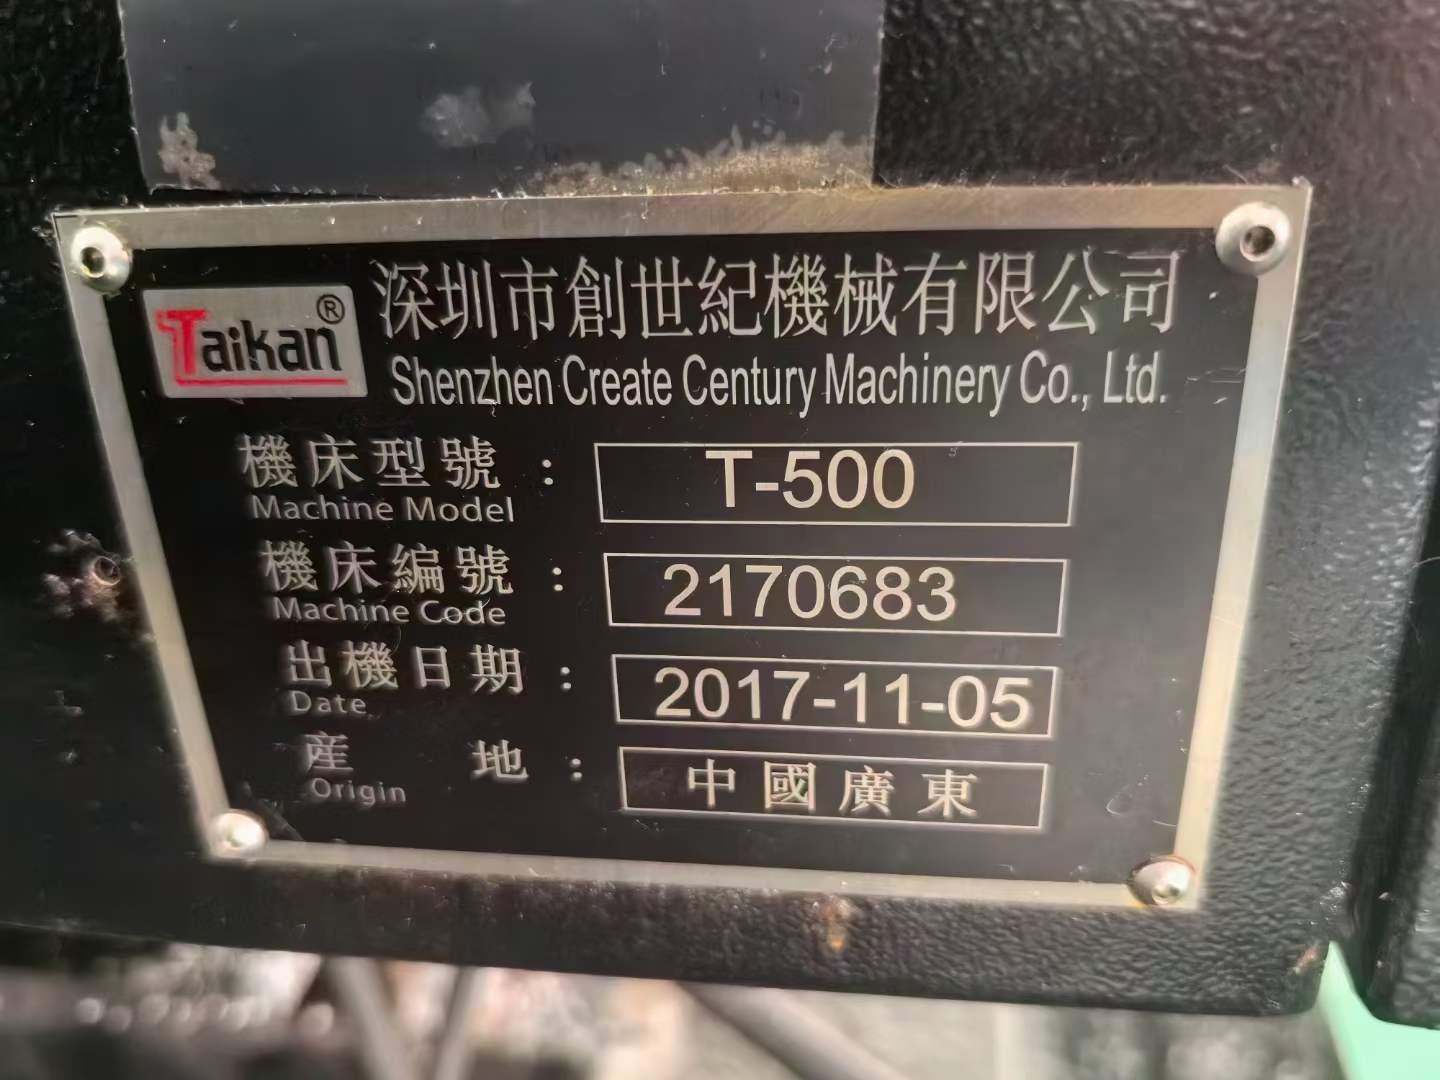 Taikan®
深圳市創世紀機械有限公司
Shenzhen Create Century Machinery Co., Ltd.
機床型號： T-500
Machine Model
機床編號： 2170683
Machine Code
出機日期： 2017-11-05
Date
産地： 中國廣東
Origin